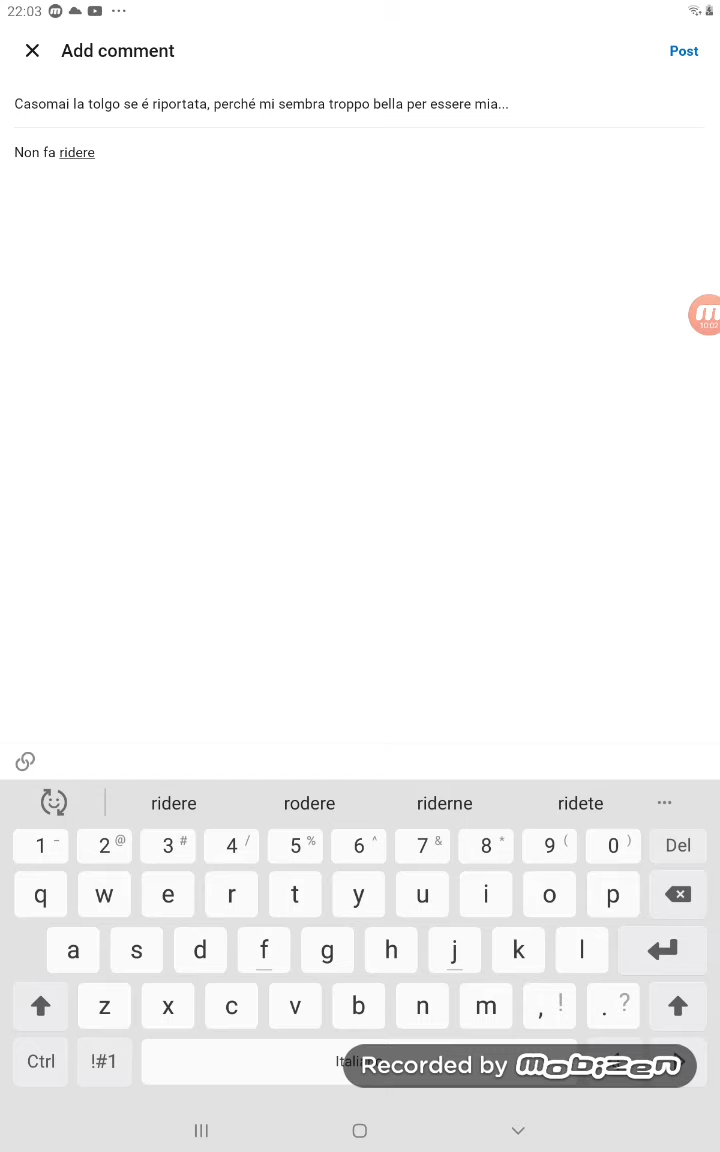 22:03
Add comment
Post
Casomai la tolgo se é riportata, perché mi sembra troppo bella per essere mia...
Non fa ridere
10:02
ridere rodere riderne ridete ...
1 - 2 @ 3 # 4 / 5 % 6 ^ 7 & 8 * 9 ( 0 ) Del
q w e r t y u i o p
a s d f g h j k l
z x c v b n m , ! . ?
Ctrl !#1
Recorded by mobizen